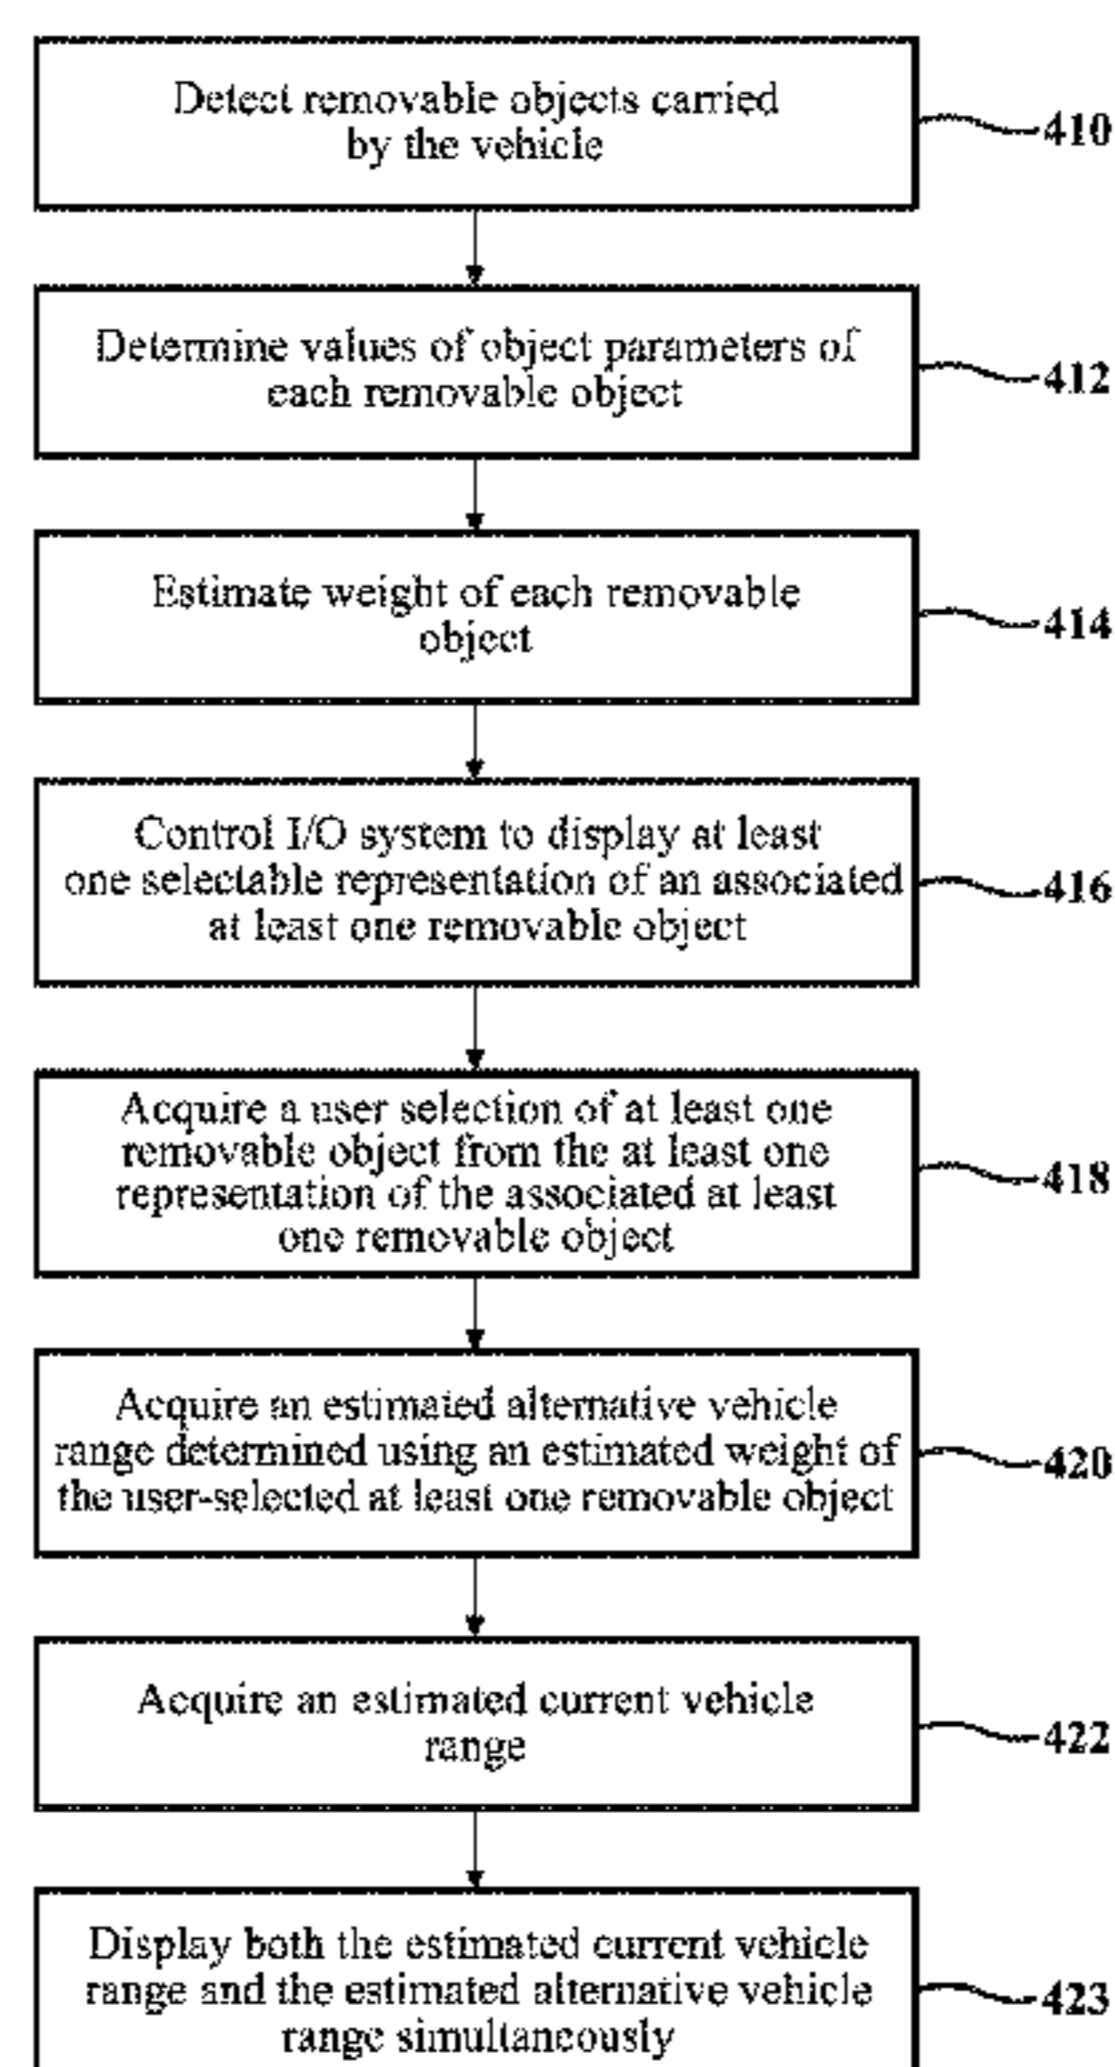 Detect removable objects carried
by the vehicle
410
Determine values of object parameters of
each removable object
412
Estimate weight of each removable
object
414
Control I/O system to display at least
one selectable representation of an associated
at least one removable object
416
Acquire a user selection of at least one
removable object from the at least one
representation of the associated at least
one removable object
418
Acquire an estimated alternative vehicle
range determined using an estimated weight of
the user-selected at least one removable object
420
Acquire an estimated current vehicle
range
422
Display both the estimated current vehicle
range and the estimated alternative vehicle
range simultaneously
423